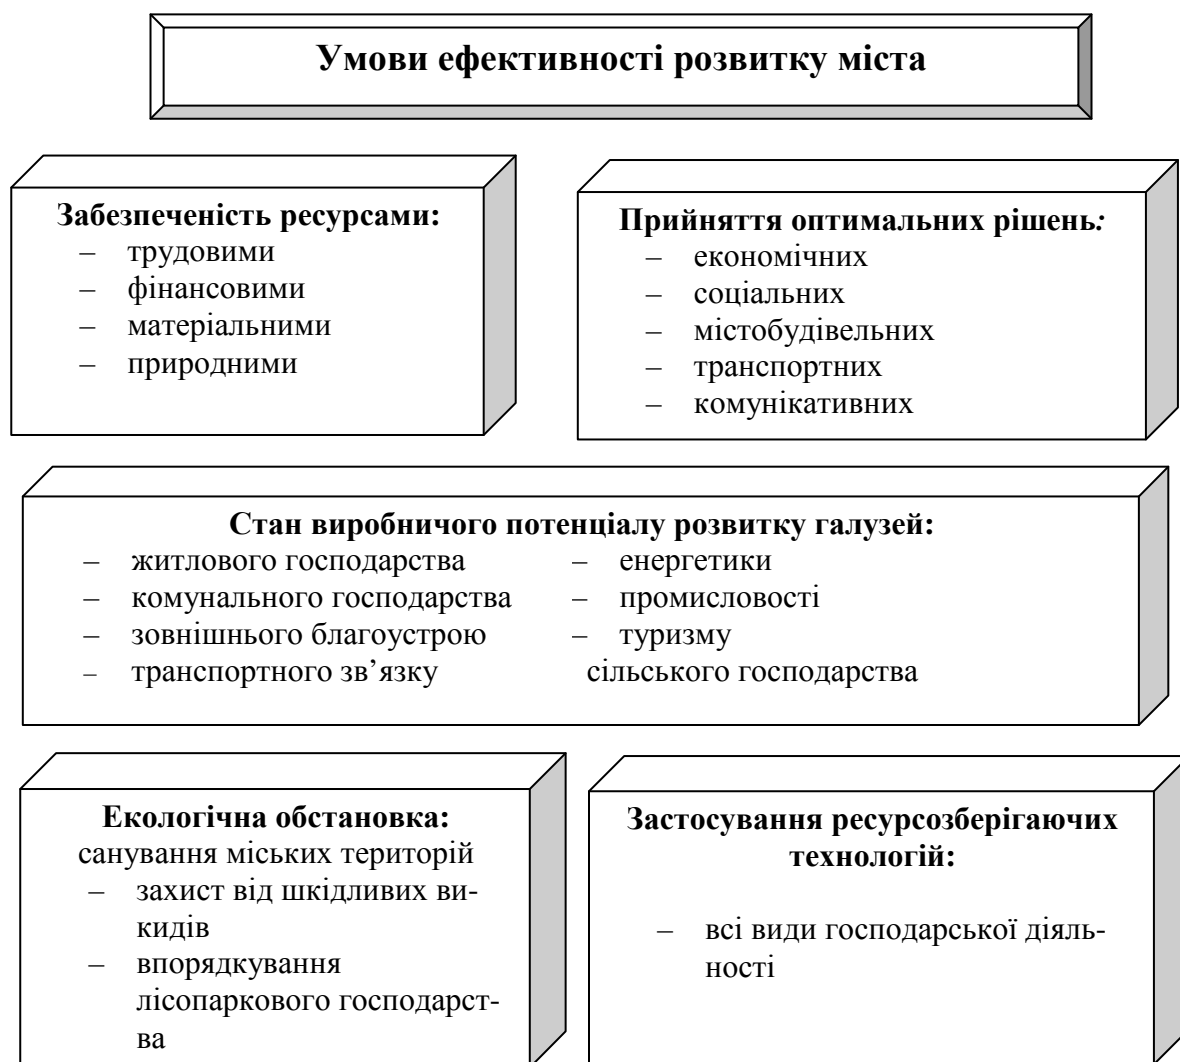 Умови ефективності розвитку міста
Забезпеченість ресурсами:
– трудовими
– фінансовими
– матеріальними
– природними
Прийняття оптимальних рішень:
– економічних
– соціальних
– містобудівельних
– транспортних
– комунікативних
Стан виробничого потенціалу розвитку галузей:
– житлового господарства
– комунального господарства
– зовнішнього благоустрою
– транспортного зв’язку
– енергетики
– промисловості
– туризму
сільського господарства
Екологічна обстановка:
санування міських територій
– захист від шкідливих ви-
кидів
– впорядкування
лісопаркового господарст-
ва
Застосування ресурсозберігаючих
технологій:
– всі види господарської діяль-
ності